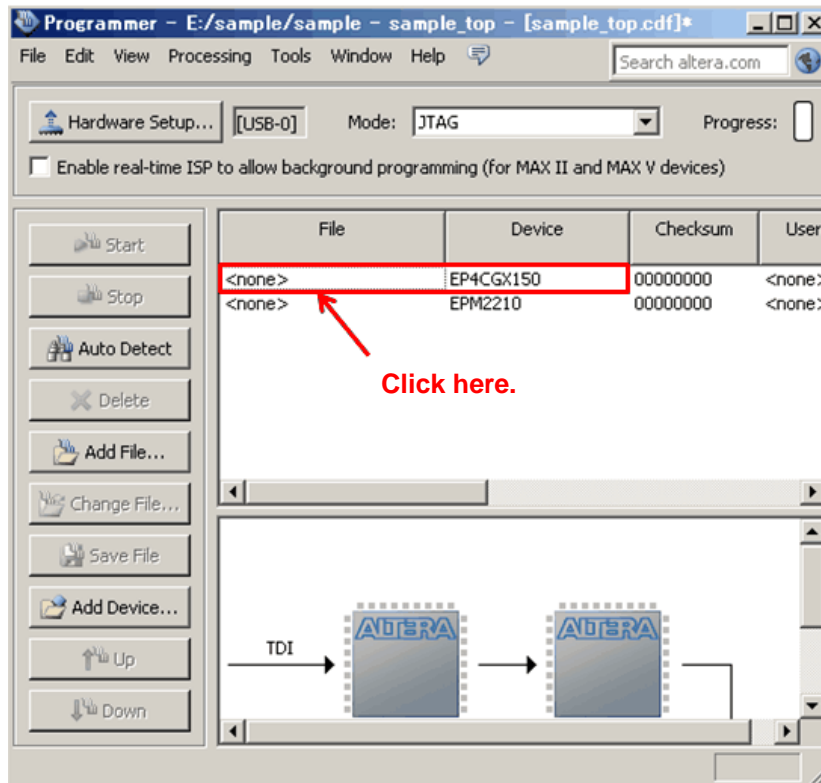 Programmer - E:/sample/sample - sample_top - [sample_top.cdf]*
File Edit View Processing Tools Window Help
Search altera.com
Hardware Setup... [USB-0] Mode: JTAG Progress:
Enable real-time ISP to allow background programming (for MAX II and MAX V devices)
File Device Checksum User
<none> EP4CGX150 00000000 <none>
<none> EPM2210 00000000 <none>
Click here.
Start
Stop
Auto Detect
Delete
Add File...
Change File...
Save File
Add Device...
Up
Down
TDI
ALTERA
ALTERA